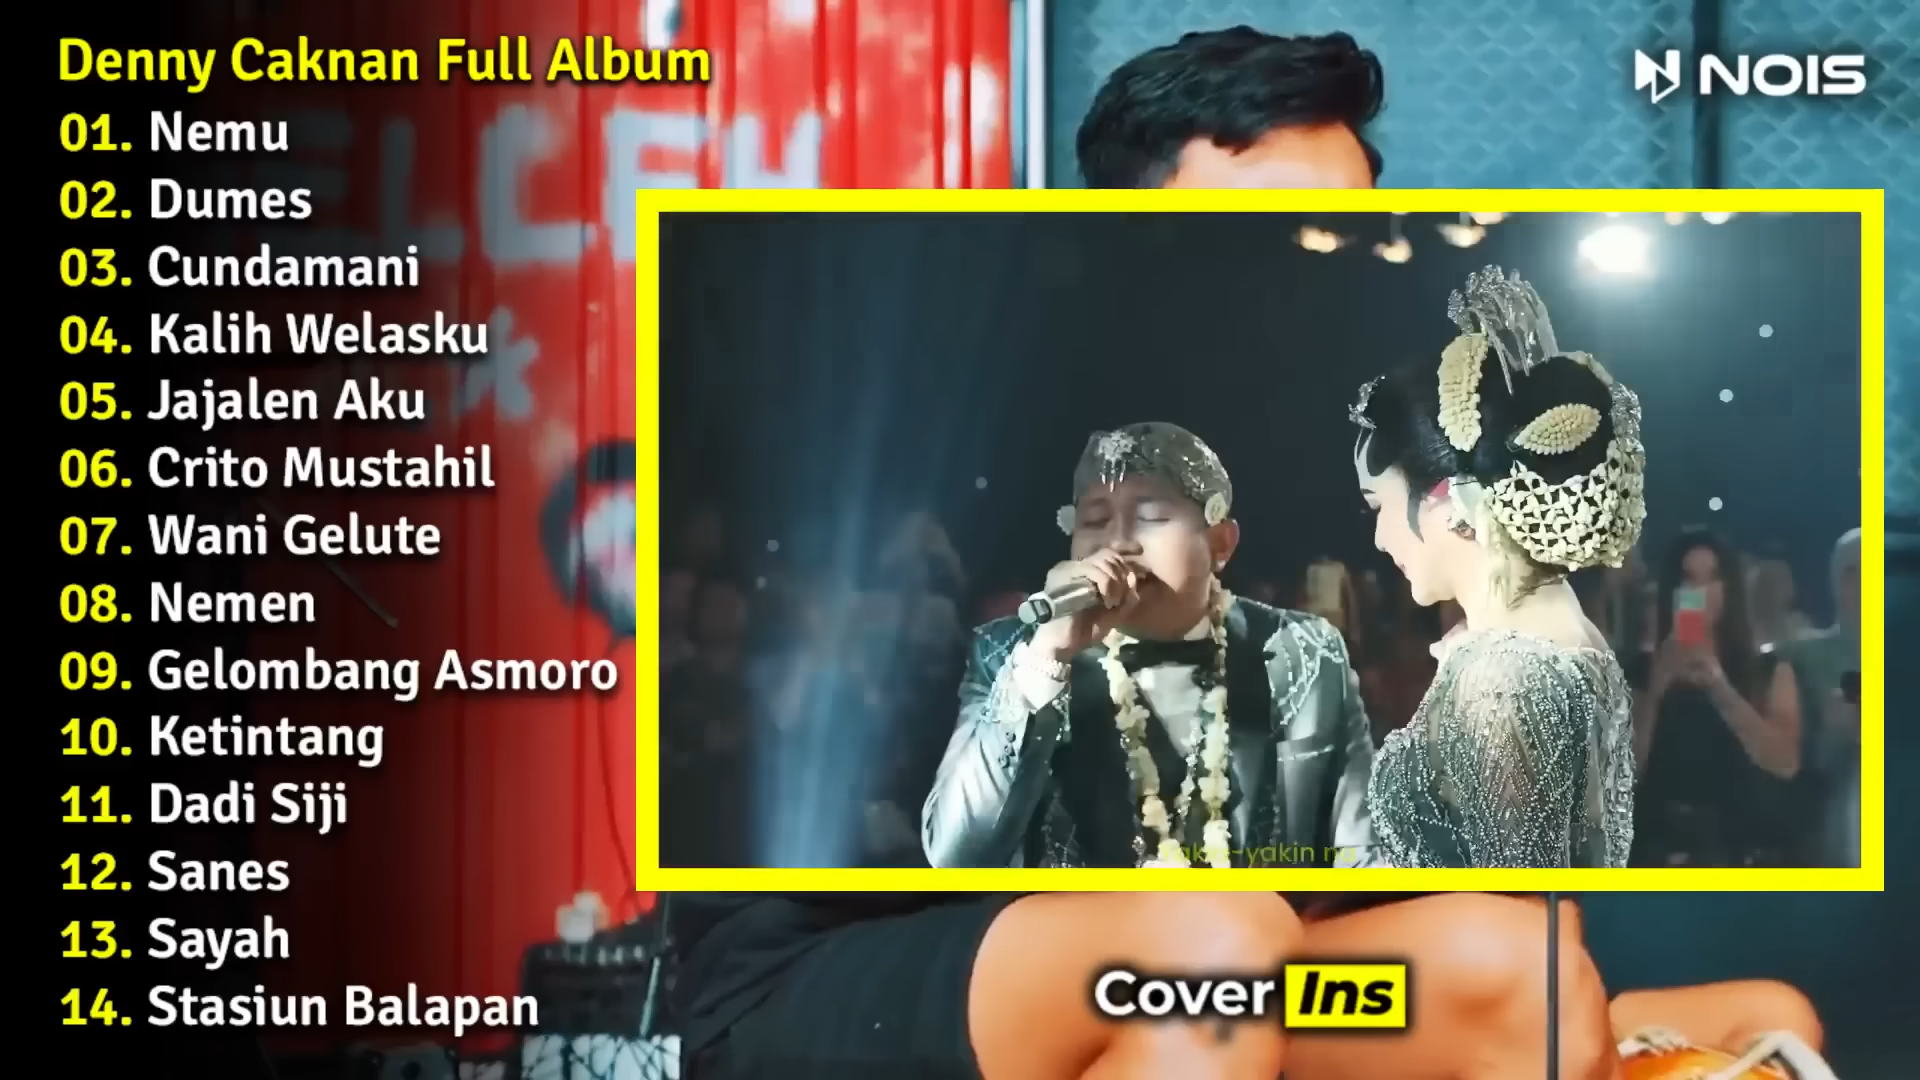 Denny Caknan Full Album
NOIS
01. Nemu
02. Dumes
03. Cundamani
04. Kalih Welasku
05. Jajalen Aku
06. Crito Mustahil
07. Wani Gelute
08. Nemen
09. Gelombang Asmoro
10. Ketintang
11. Dadi Siji
12. Sanes
13. Sayah
14. Stasiun Balapan
yakin
Cover Ins